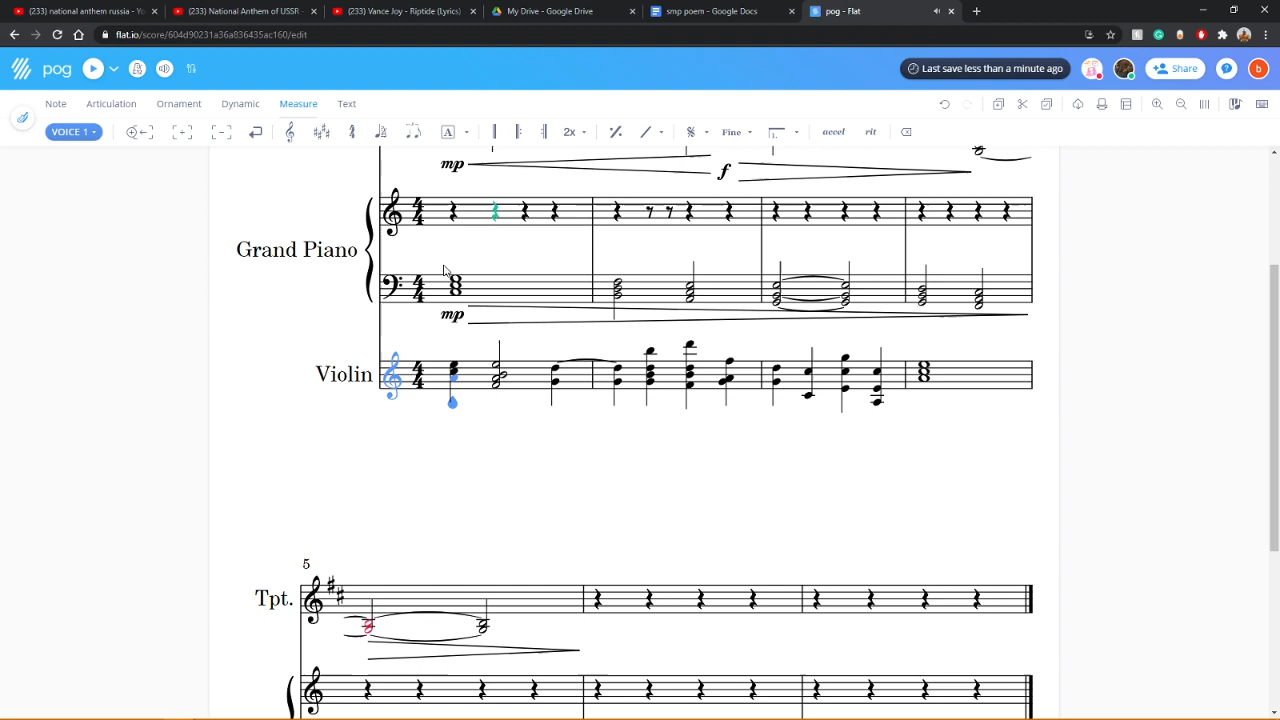 (233) national anthem russia - Yo
(233) National Anthem of USSR -
(233) Vance Joy - Riptide (Lyrics)
My Drive - Google Drive
smp poem - Google Docs
pog - Flat
flat.io/score/604d90231a36a836435ac160/edit
pog
Last save less than a minute ago
Share
b
Note
Articulation
Ornament
Dynamic
Measure
Text
VOICE 1
A
2x
Fine
1.
accel
rit
mp
f
Grand Piano
mp
Violin
5
Tpt.